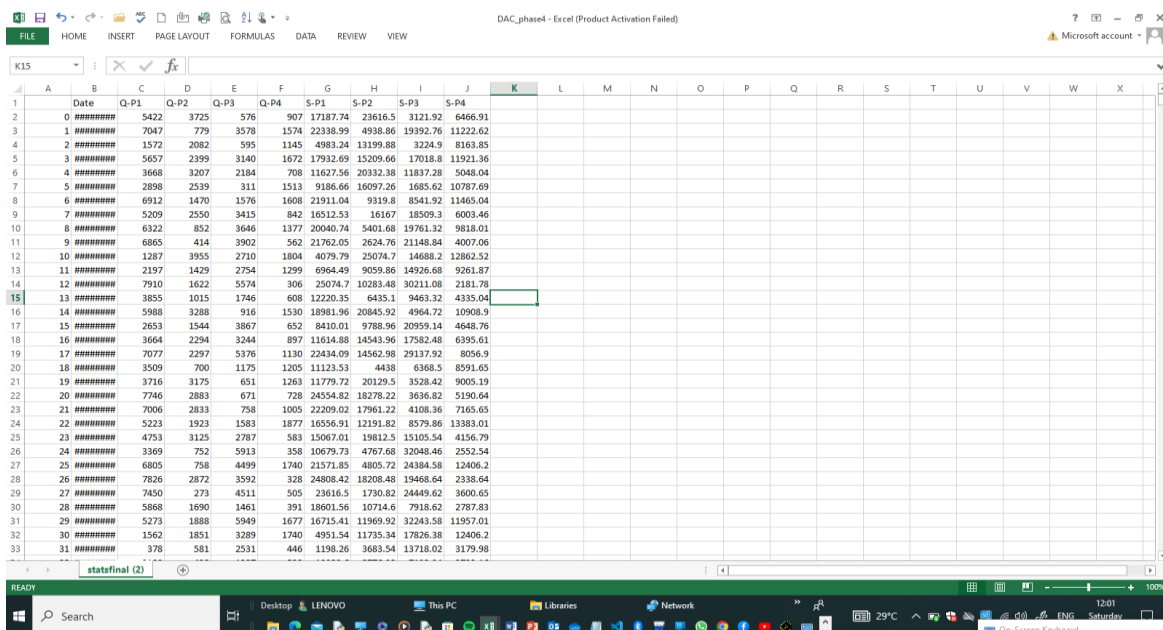 DAC_phase4 - Excel (Product Activation Failed)
FILE HOME INSERT PAGE LAYOUT FORMULAS DATA REVIEW VIEW Microsoft account
K15 fx
A B C D E F G H I J K L M N O P Q R S T U V W X
1 Date Q-P1 Q-P2 Q-P3 Q-P4 S-P1 S-P2 S-P3 S-P4
2 0 ######## 5422 3725 576 907 17187.74 23616.5 3121.92 6466.91
3 1 ######## 7047 779 3578 1574 22338.99 4938.86 19392.76 11222.62
4 2 ######## 1572 2082 595 1145 4983.24 13199.88 3224.9 8163.85
5 3 ######## 5657 2399 3140 1672 17932.69 15209.66 17018.8 11921.36
6 4 ######## 3668 3207 2184 708 11627.56 20332.38 11837.28 5048.04
7 5 ######## 2898 2539 311 1513 9186.66 16097.26 1685.62 10787.69
8 6 ######## 6912 1470 1576 1608 21911.04 9319.8 8541.92 11465.04
9 7 ######## 5209 2550 3415 842 16512.53 16167 18509.3 6003.46
10 8 ######## 6322 852 3646 1377 20040.74 5401.68 19761.32 9818.01
11 9 ######## 6865 414 3902 562 21762.05 2624.76 21148.84 4007.06
12 10 ######## 1287 3955 2710 1804 4079.79 25074.7 14688.2 12862.52
13 11 ######## 2197 1429 2754 1299 6964.49 9059.86 14926.68 9261.87
14 12 ######## 7910 1622 5574 306 25074.7 10283.48 30211.08 2181.78
15 13 ######## 3855 1015 1746 608 12220.35 6435.1 9463.32 4335.04
16 14 ######## 5988 3288 916 1530 18981.96 20845.92 4964.72 10908.9
17 15 ######## 2653 1544 3867 652 8410.01 9788.96 20959.14 4648.76
18 16 ######## 3664 2294 3244 897 11614.88 14543.96 17582.48 6395.61
19 17 ######## 7077 2297 5376 1130 22434.09 14562.98 29137.92 8056.9
20 18 ######## 3509 700 1175 1205 11123.53 4438 6368.5 8591.65
21 19 ######## 3716 3175 651 1263 11779.72 20129.5 3528.42 9005.19
22 20 ######## 7746 2883 671 728 24554.82 18278.22 3636.82 5190.64
23 21 ######## 7006 2833 758 1005 22209.02 17961.22 4108.36 7165.65
24 22 ######## 5223 1923 1583 1877 16556.91 12191.82 8579.86 13383.01
25 23 ######## 4753 3125 2787 583 15067.01 19812.5 15105.54 4156.79
26 24 ######## 3369 752 5913 358 10679.73 4767.68 32048.46 2552.54
27 25 ######## 6805 758 4499 1740 21571.85 4805.72 24384.58 12406.2
28 26 ######## 7826 2872 3592 328 24808.42 18208.48 19468.64 2338.64
29 27 ######## 7450 273 4511 505 23616.5 1730.82 24449.62 3600.65
30 28 ######## 5868 1690 1461 391 18601.56 10714.6 7918.62 2787.83
31 29 ######## 5273 1888 5949 1677 16715.41 11969.92 32243.58 11957.01
32 30 ######## 1562 1851 3289 1740 4951.54 11735.34 17826.38 12406.2
33 31 ######## 378 581 2531 446 1198.26 3683.54 13718.02 3179.98
statsfinal (2)
READY 100%
Search Desktop LENOVO This PC Libraries Network 29°C ENG 12:01
Saturday
On-Screen Keyboard